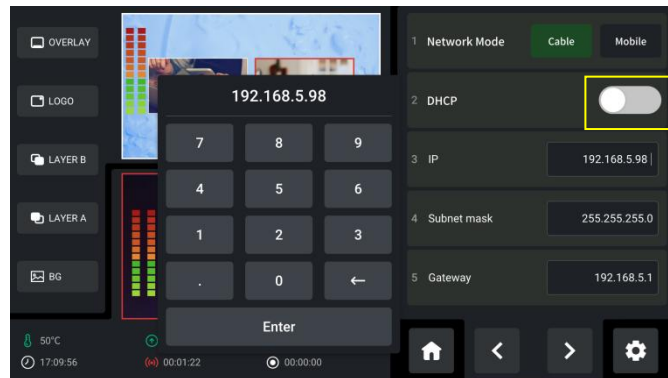 OVERLAY
LOGO
LAYER B
LAYER A
BG
50°C
17:09:56
00:01:22
00:00:00
192.168.5.98
7 8 9
4 5 6
1 2 3
. 0 ←
Enter
1 Network Mode Cable Mobile
2 DHCP
3 IP 192.168.5.98
4 Subnet mask 255.255.255.0
5 Gateway 192.168.5.1